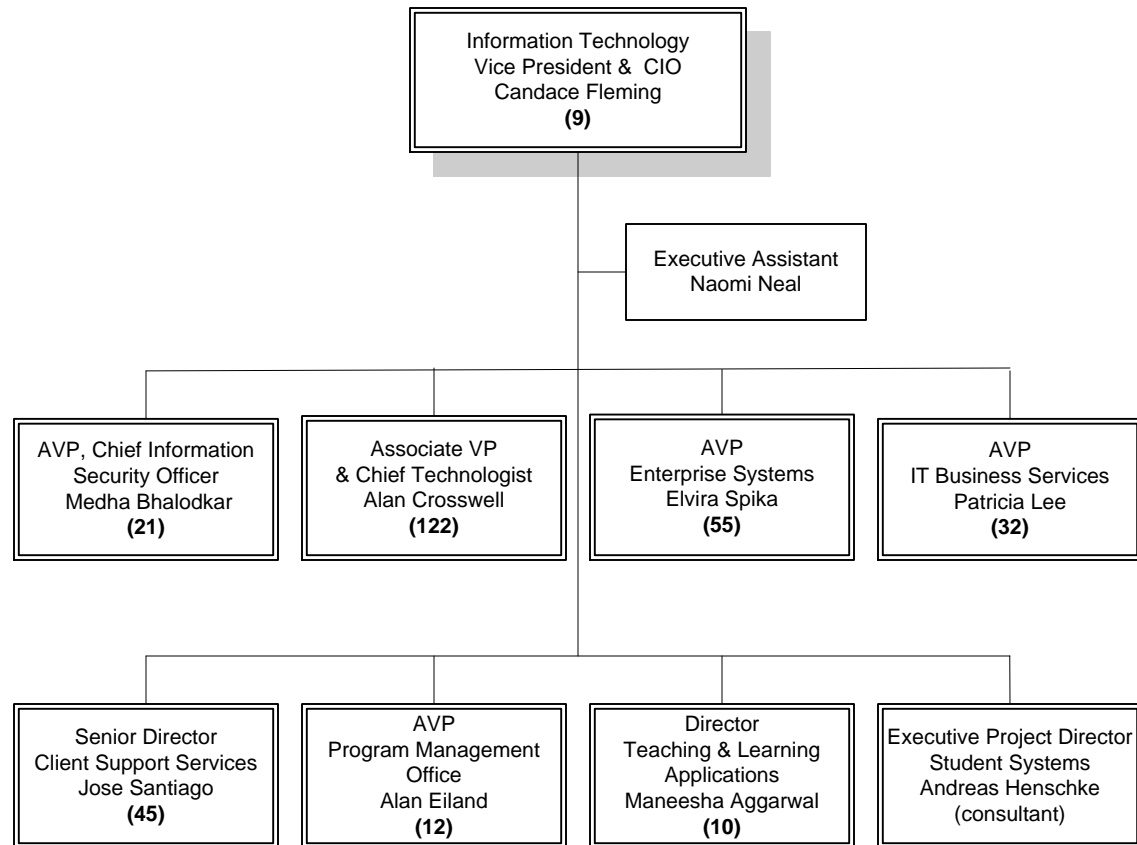 Information Technology
Vice President & CIO
Candace Fleming
(9)
Executive Assistant
Naomi Neal
AVP, Chief Information
Security Officer
Medha Bhalodkar
(21)
Associate VP
& Chief Technologist
Alan Crosswell
(122)
AVP
Enterprise Systems
Elvira Spika
(55)
AVP
IT Business Services
Patricia Lee
(32)
Senior Director
Client Support Services
Jose Santiago
(45)
AVP
Program Management
Office
Alan Eiland
(12)
Director
Teaching & Learning
Applications
Maneesha Aggarwal
(10)
Executive Project Director
Student Systems
Andreas Henschke
(consultant)